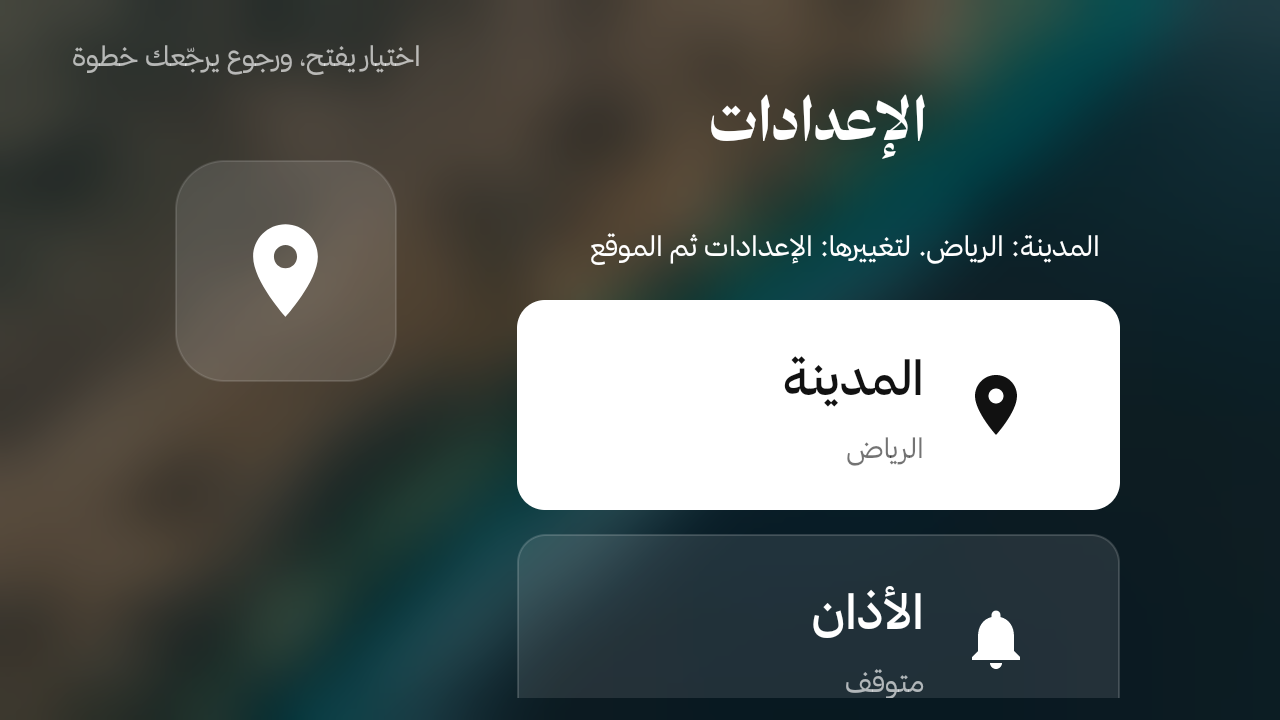 اختيار يفتح، ورجوع يرجّعك خطوة
الإعدادات
المدينة: الرياض. لتغييرها: الإعدادات ثم الموقع
المدينة
الرياض
الأذان
متوقف